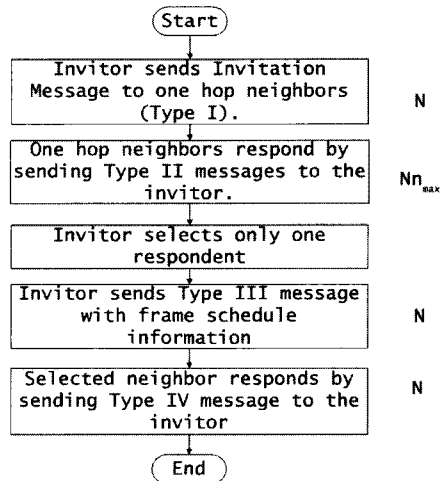 Start
Invitor sends Invitation
Message to one hop neighbors
(Type I).
N
One hop neighbors respond by
sending Type II messages to the
invitor.
Nn_max
Invitor selects only one
respondent
Invitor sends Type III message
with frame schedule
information
N
Selected neighbor responds by
sending Type IV message to the
invitor
N
End